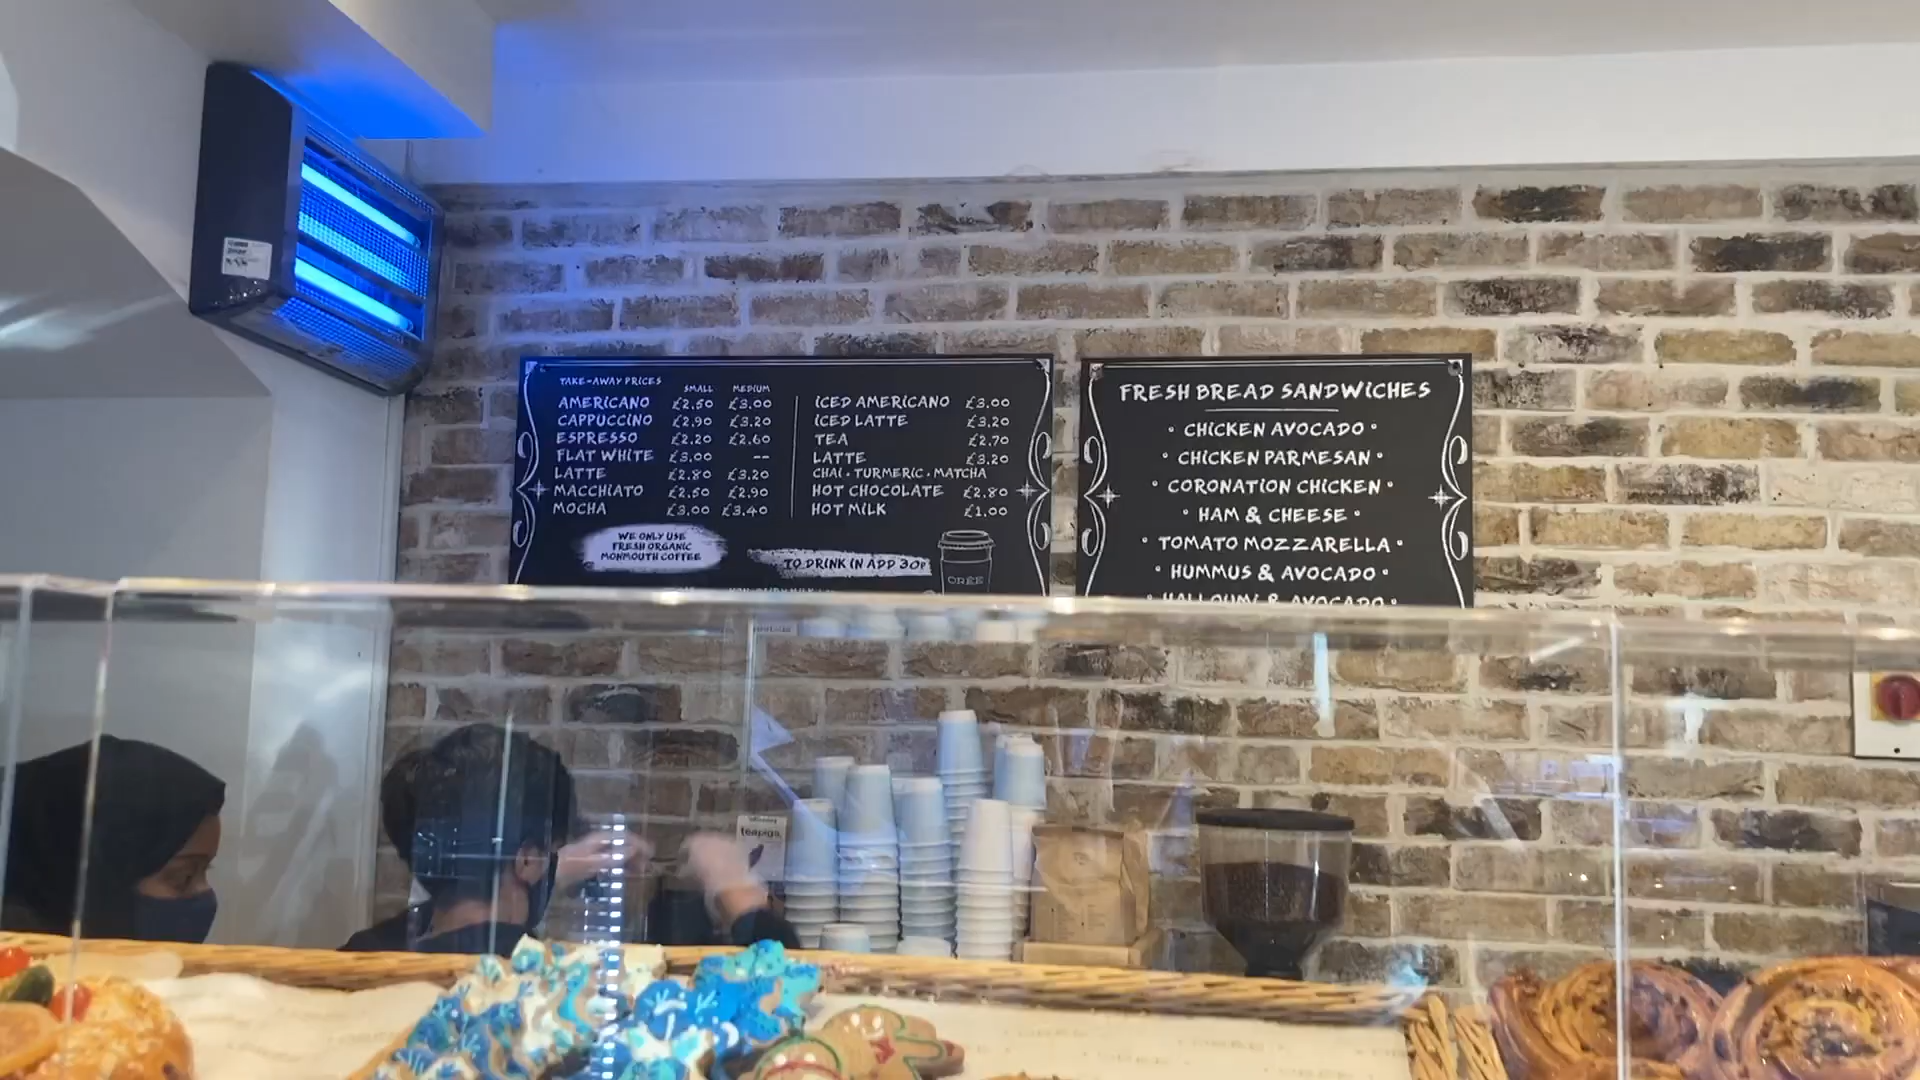 TAKE-AWAY PRICES SMALL MEDIUM
AMERICANO £2.50 £3.00
CAPPUCCINO £2.90 £3.20
ESPRESSO £2.20 £2.60
FLAT WHITE £3.00 --
LATTE £2.80 £3.20
MACCHIATO £2.50 £2.90
MOCHA £3.00 £3.40
ICED AMERICANO £3.00
ICED LATTE £3.20
TEA £2.70
LATTE £3.20
CHAI • TURMERIC • MATCHA
HOT CHOCOLATE £2.80
HOT MILK £1.00
WE ONLY USE
FRESH ORGANIC
MONMOUTH COFFEE
TO DRINK IN ADD 30P
ORÉE
FRESH BREAD SANDWICHES
• CHICKEN AVOCADO •
• CHICKEN PARMESAN •
• CORONATION CHICKEN •
• HAM & CHEESE •
• TOMATO MOZZARELLA •
• HUMMUS & AVOCADO •
• HALLOUMI & AVOCADO •
teapigs.